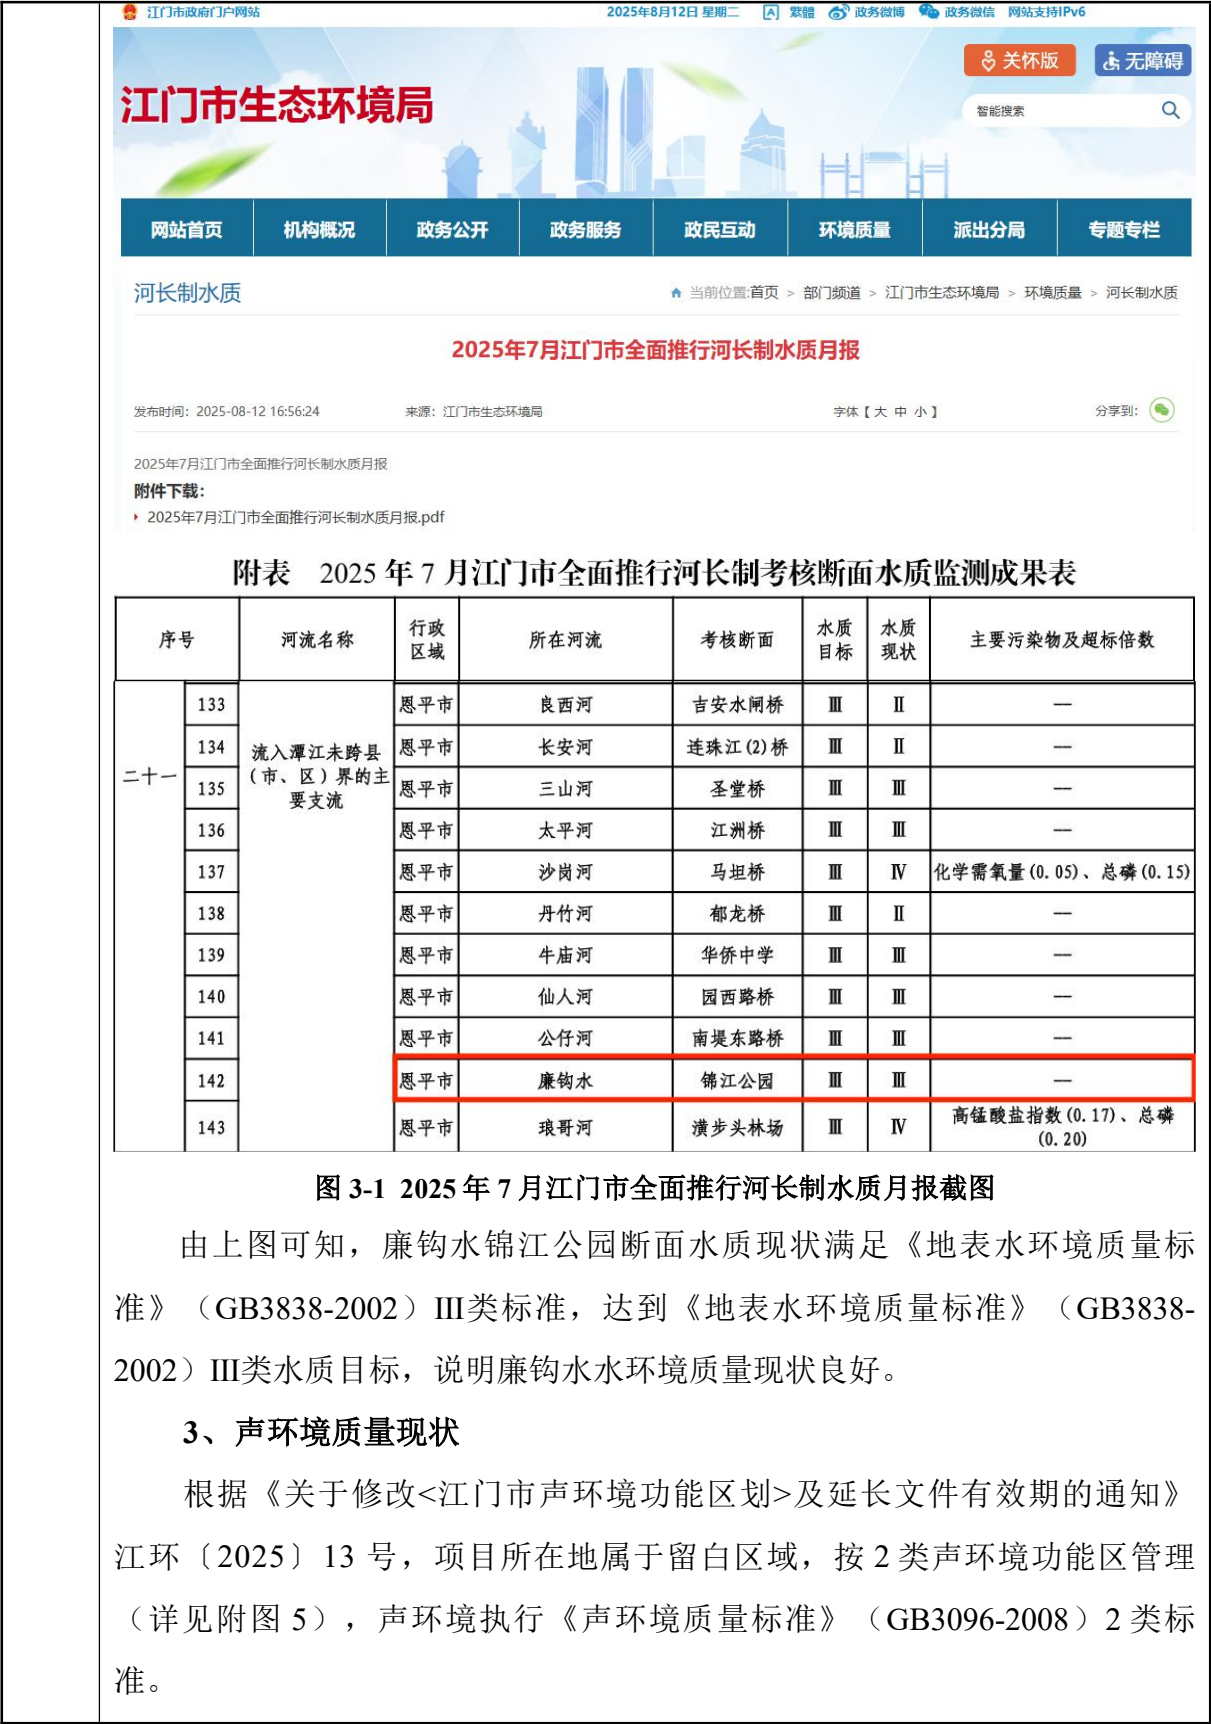 江门市政府门户网站 2025年8月12日 星期二 繁體 政务微博 政务微信 网站支持IPv6
关怀版 无障碍
江门市生态环境局
智能搜索
网站首页 机构概况 政务公开 政务服务 政民互动 环境质量 派出分局 专题专栏
河长制水质 当前位置:首页 > 部门频道 > 江门市生态环境局 > 环境质量 > 河长制水质
2025年7月江门市全面推行河长制水质月报
发布时间：2025-08-12 16:56:24 来源：江门市生态环境局 字体【 大 中 小 】 分享到：
2025年7月江门市全面推行河长制水质月报
附件下载：
2025年7月江门市全面推行河长制水质月报.pdf
附表 2025 年 7 月江门市全面推行河长制考核断面水质监测成果表
序号 河流名称 行政区域 所在河流 考核断面 水质目标 水质现状 主要污染物及超标倍数
二十一 流入潭江未跨县（市、区）界的主要支流
133 恩平市 良西河 吉安水闸桥 Ⅲ Ⅱ —
134 恩平市 长安河 连珠江(2)桥 Ⅲ Ⅱ —
135 恩平市 三山河 圣堂桥 Ⅲ Ⅲ —
136 恩平市 太平河 江洲桥 Ⅲ Ⅲ —
137 恩平市 沙岗河 马坦桥 Ⅲ Ⅳ 化学需氧量(0.05)、总磷(0.15)
138 恩平市 丹竹河 郁龙桥 Ⅲ Ⅱ —
139 恩平市 牛庙河 华侨中学 Ⅲ Ⅲ —
140 恩平市 仙人河 园西路桥 Ⅲ Ⅲ —
141 恩平市 公仔河 南堤东路桥 Ⅲ Ⅲ —
142 恩平市 廉钩水 锦江公园 Ⅲ Ⅲ —
143 恩平市 琅哥河 潢步头林场 Ⅲ Ⅳ 高锰酸盐指数(0.17)、总磷(0.20)
图 3-1 2025 年 7 月江门市全面推行河长制水质月报截图
由上图可知，廉钩水锦江公园断面水质现状满足《地表水环境质量标
准》（GB3838-2002）Ⅲ类标准，达到《地表水环境质量标准》（GB3838-
2002）Ⅲ类水质目标，说明廉钩水水环境质量现状良好。
3、声环境质量现状
根据《关于修改<江门市声环境功能区划>及延长文件有效期的通知》
江环〔2025〕13 号，项目所在地属于留白区域，按 2 类声环境功能区管理
（详见附图 5），声环境执行《声环境质量标准》（GB3096-2008）2 类标
准。